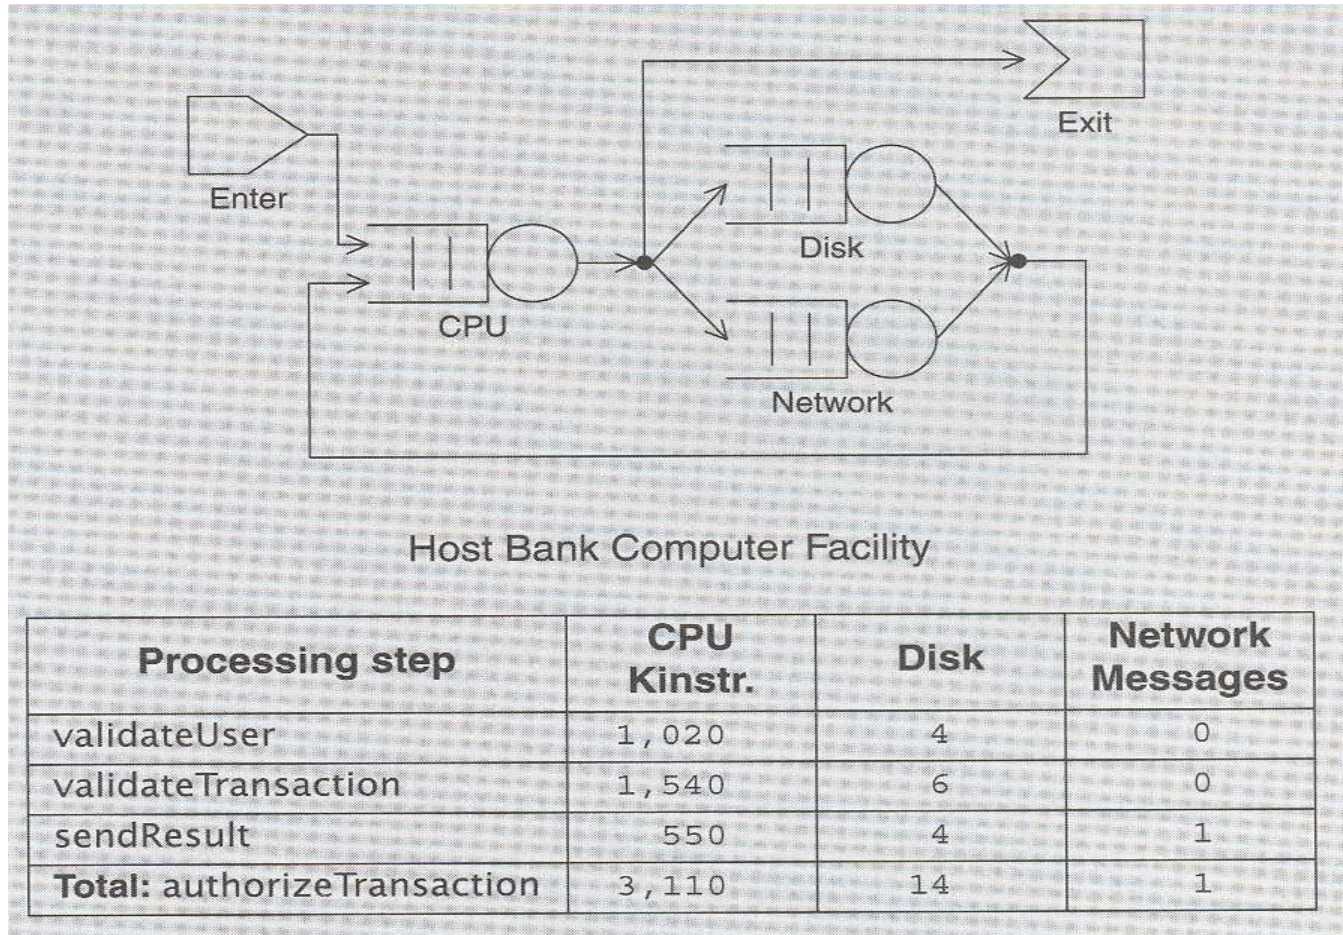 Exit
Enter
Disk
CPU
Network
Host Bank Computer Facility
Processing step CPU Kinstr. Disk Network Messages
validateUser 1,020 4 0
validateTransaction 1,540 6 0
sendResult 550 4 1
Total: authorizeTransaction 3,110 14 1